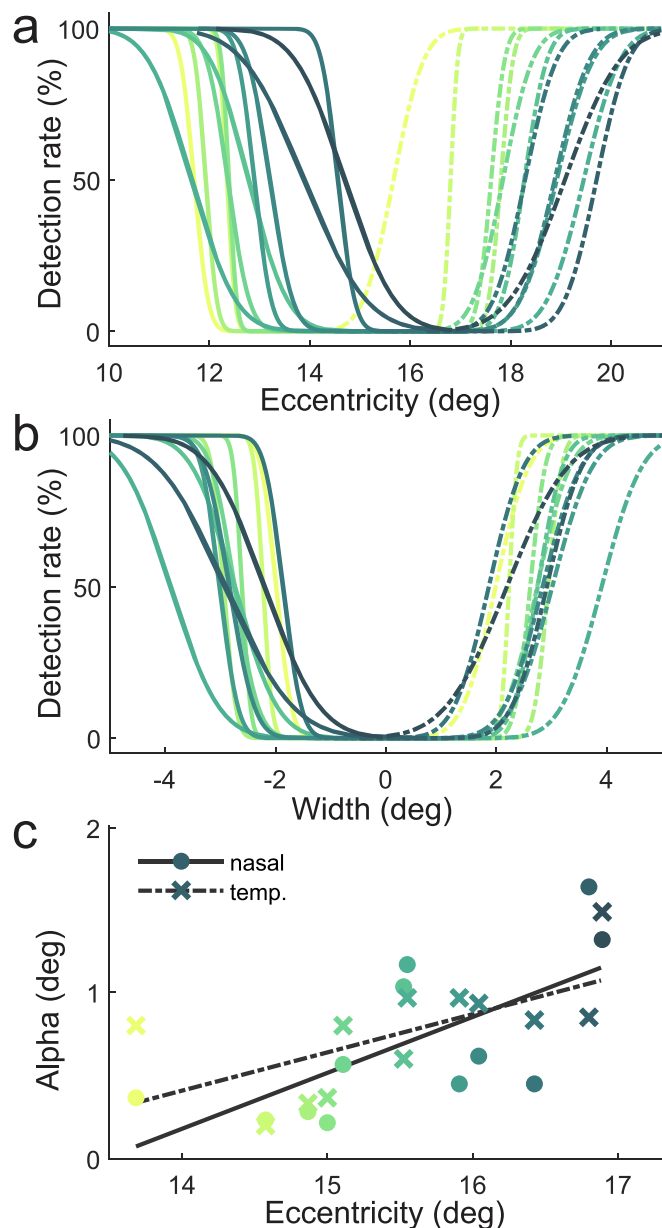 a
Detection rate (%)
100
50
0
10 12 14 16 18 20
Eccentricity (deg)
b
Detection rate (%)
100
50
0
-4 -2 0 2 4
Width (deg)
c
Alpha (deg)
2
1
0
nasal
temp.
14 15 16 17
Eccentricity (deg)